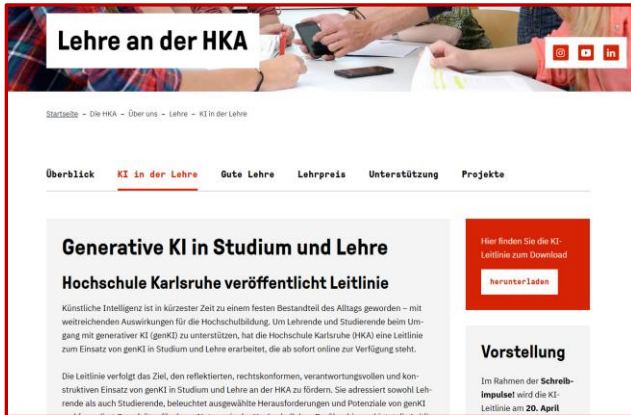 Lehre an der HKA
Startseite – Die HKA – Über uns – Lehre – KI in der Lehre
Überblick KI in der Lehre Gute Lehre Lehrpreis Unterstützung Projekte
Generative KI in Studium und Lehre
Hochschule Karlsruhe veröffentlicht Leitlinie
Künstliche Intelligenz ist in kürzester Zeit zu einem festen Bestandteil des Alltags geworden – mit
weitreichenden Auswirkungen für die Hochschulbildung. Um Lehrende und Studierende beim Um-
gang mit generativer KI (genKI) zu unterstützen, hat die Hochschule Karlsruhe (HKA) eine Leitlinie
zum Einsatz von genKI in Studium und Lehre erarbeitet, die ab sofort online zur Verfügung steht.
Die Leitlinie verfolgt das Ziel, den reflektierten, rechtskonformen, verantwortungsvollen und kon-
struktiven Einsatz von genKI in Studium und Lehre an der HKA zu fördern. Sie adressiert sowohl Leh-
rende als auch Studierende, beleuchtet ausgewählte Herausforderungen und Potenziale von genKI
Hier finden Sie die KI-
Leitlinie zum Download
herunterladen
Vorstellung
Im Rahmen der Schreib-
impulse! wird die KI-
Leitlinie am 20. April